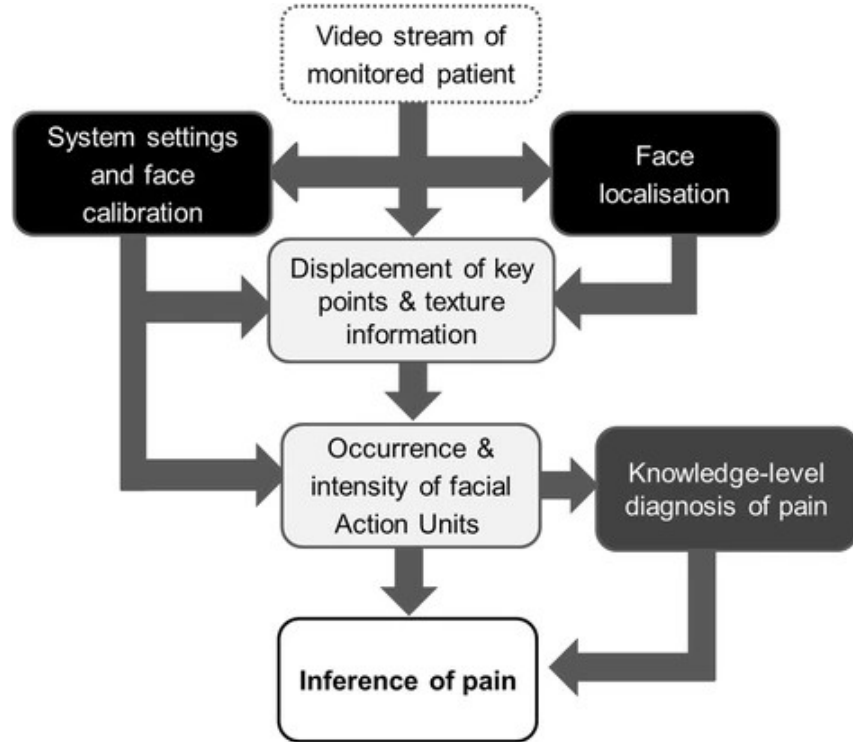 Video stream of
monitored patient
System settings
and face
calibration
Face
localisation
Displacement of key
points & texture
information
Occurrence &
intensity of facial
Action Units
Knowledge-level
diagnosis of pain
Inference of pain